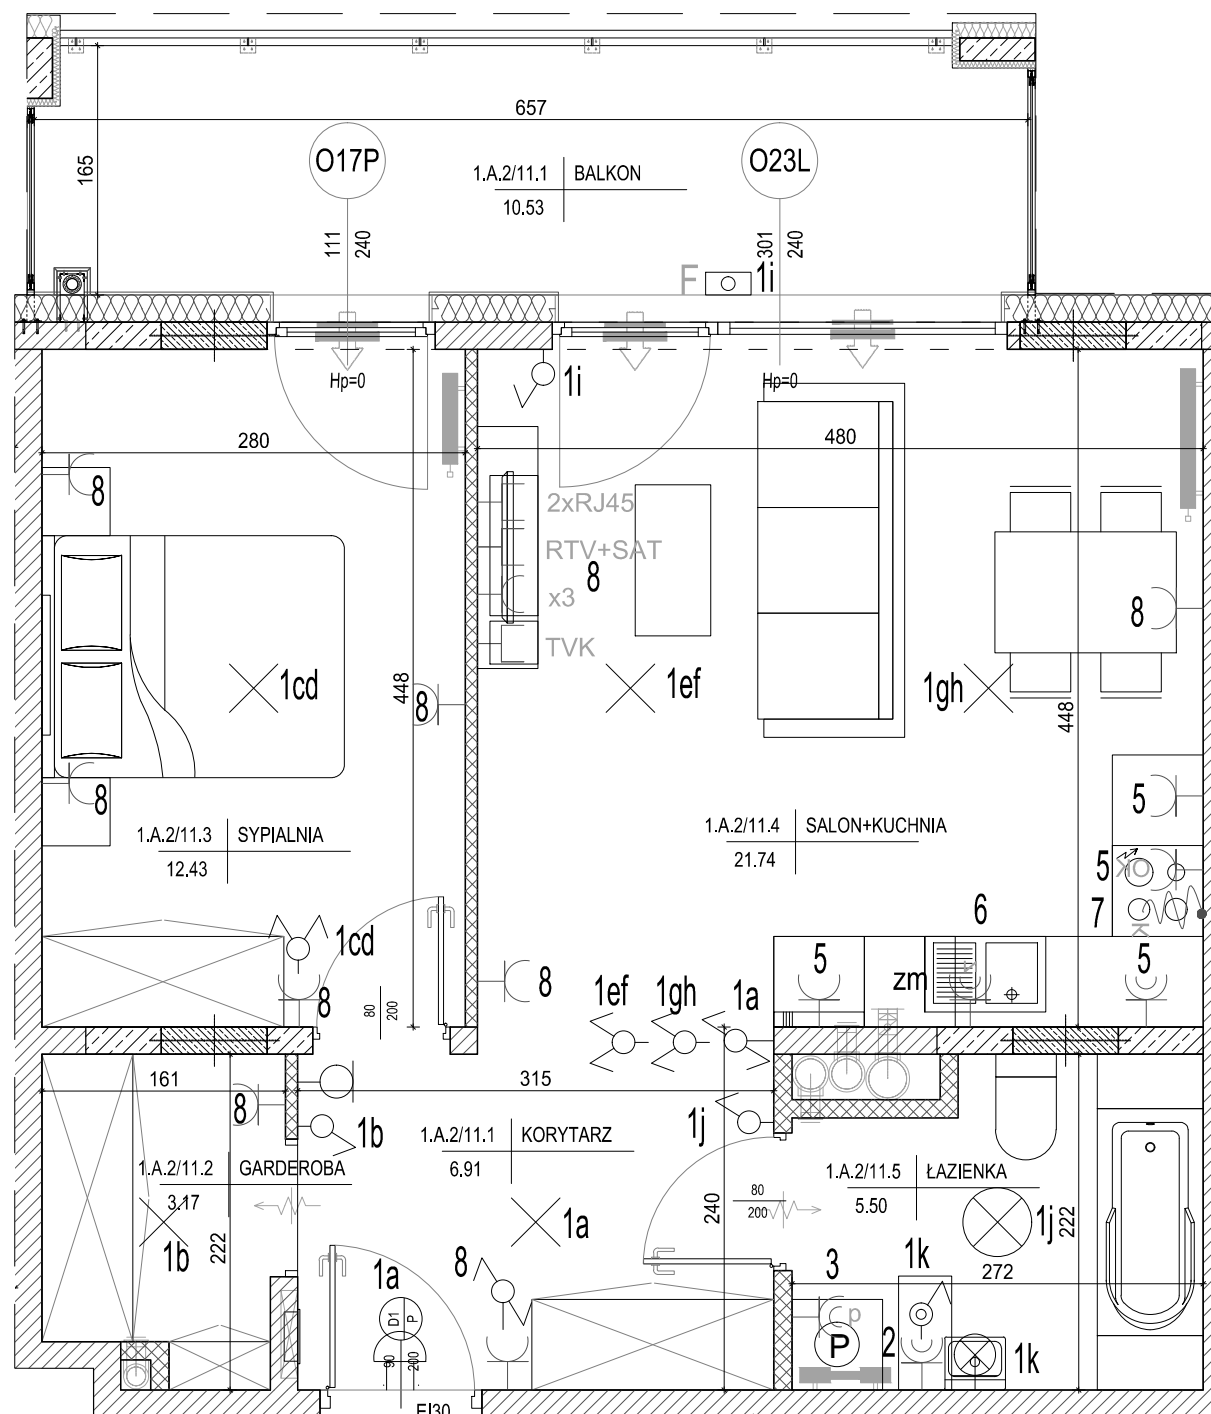 657
165
O17P
O23L
1.A.2/11.1 BALKON
10.53
111
240
301
240
F
1i
Hp=0
1i
Hp=0
280
480
8
2xRJ45
RTV+SAT
8
x3
8
TVK
1cd
448
8
1ef
1gh
448
8
5
1.A.2/11.3 SYPIALNIA
12.43
1.A.2/11.4 SALON+KUCHNIA
21.74
5
OK
7
K
6
1cd
8
80
200
8
1ef
1gh
1a
5
zm
5
161
8
315
1b
1j
1.A.2/11.1 KORYTARZ
6.91
1.A.2/11.2 GARDEROBA
3.17
1.A.2/11.5 ŁAZIENKA
5.50
80
200
240
222
1b
1a
1j
222
1a
8
3
1k
272
D1
P
90
200
p
P
2
1k
EI30